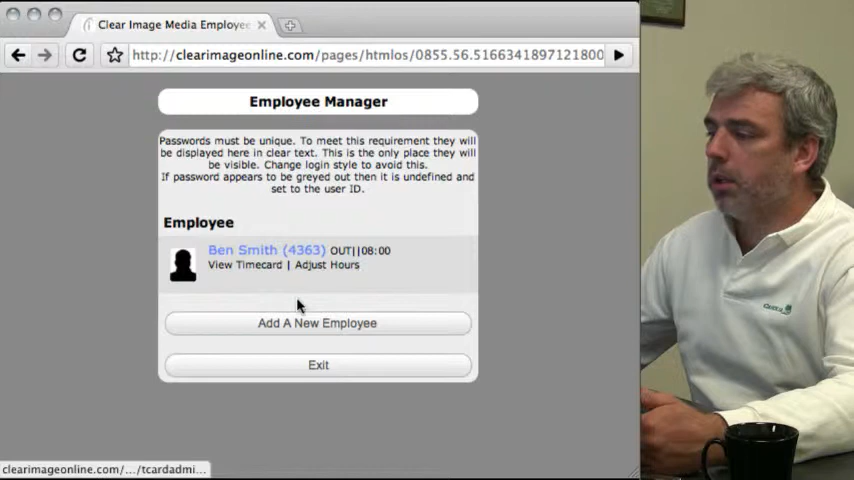 Clear Image Media Employee
http://clearimageonline.com/pages/htmlos/0855.56.5166341897121800
Employee Manager
Passwords must be unique. To meet this requirement they will
be displayed here in clear text. This is the only place they will
be visible. Change login style to avoid this.
If password appears to be greyed out then it is undefined and
set to the user ID.
Employee
Ben Smith (4363) OUT||08:00
View Timecard | Adjust Hours
Add A New Employee
Exit
clearimageonline.com/.../tcardadmi...